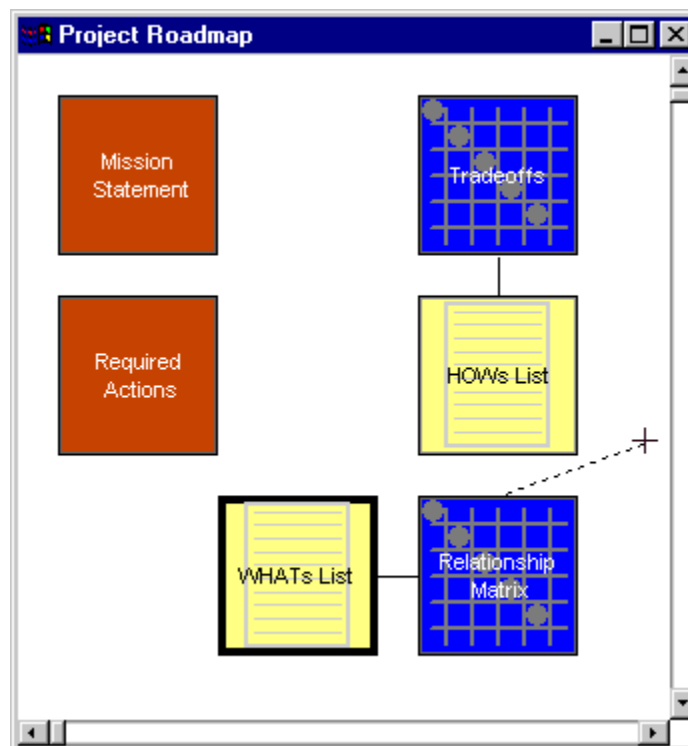 Project Roadmap
Mission
Statement
Tradeoffs
Required
Actions
HOWs List
WHATs List
Relationship
Matrix